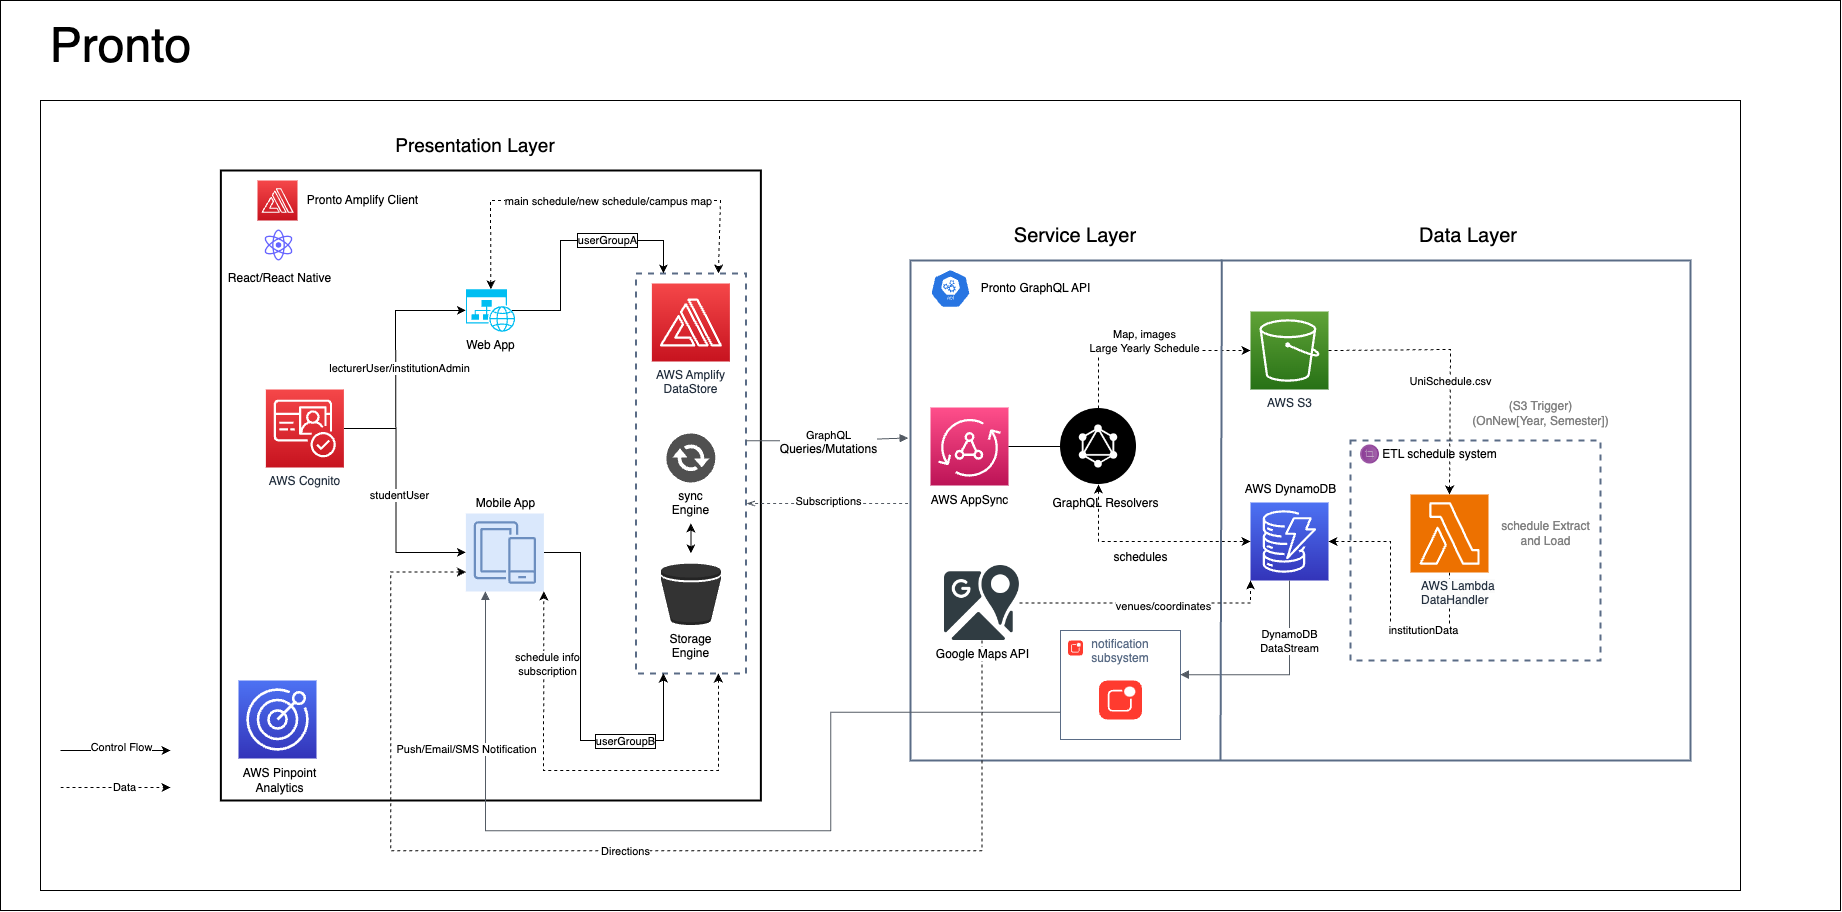 Pronto
Presentation Layer
Pronto Amplify Client
React/React Native
main schedule/new schedule/campus map
userGroupA
Web App
lecturerUser/institutionAdmin
AWS Cognito
studentUser
Mobile App
AWS Amplify
DataStore
sync
Engine
Storage
Engine
schedule info
subscription
userGroupB
Push/Email/SMS Notification
AWS Pinpoint
Analytics
Control Flow
Data
Directions
GraphQL
Queries/Mutations
Subscriptions
Service Layer
Pronto GraphQL API
API
Map, images
Large Yearly Schedule
AWS AppSync
GraphQL Resolvers
schedules
G
Google Maps API
venues/coordinates
notification
subsystem
Data Layer
AWS S3
UniSchedule.csv
(S3 Trigger)
(OnNew[Year, Semester])
ETL schedule system
AWS DynamoDB
schedule Extract
and Load
AWS Lambda
DataHandler
institutionData
DynamoDB
DataStream